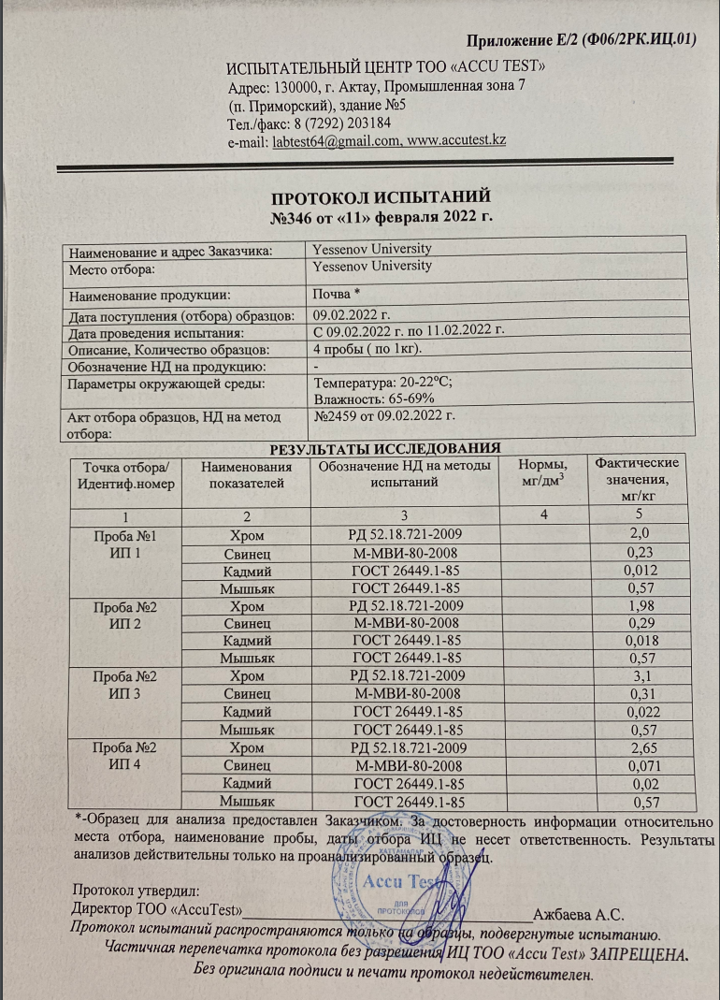 Приложение Е/2 (Ф06/2РК.ИЦ.01)
ИСПЫТАТЕЛЬНЫЙ ЦЕНТР ТОО «ACCU TEST»
Адрес: 130000, г. Актау, Промышленная зона 7
(п. Приморский), здание №5
Тел./факс: 8 (7292) 203184
e-mail: labtest64@gmail.com, www.accutest.kz
ПРОТОКОЛ ИСПЫТАНИЙ
№346 от «11» февраля 2022 г.
Наименование и адрес Заказчика: Yessenov University
Место отбора: Yessenov University
Наименование продукции: Почва *
Дата поступления (отбора) образцов: 09.02.2022 г.
Дата проведения испытания: С 09.02.2022 г. по 11.02.2022 г.
Описание, Количество образцов: 4 пробы ( по 1кг).
Обозначение НД на продукцию: -
Параметры окружающей среды: Температура: 20-22°С;
Влажность: 65-69%
Акт отбора образцов, НД на метод №2459 от 09.02.2022 г.
отбора:
РЕЗУЛЬТАТЫ ИССЛЕДОВАНИЯ
Точка отбора/ Наименования Обозначение НД на методы Нормы, Фактические
Идентиф.номер показателей испытаний мг/дм³ значения,
мг/кг
1 2 3 4 5
Проба №1 Хром РД 52.18.721-2009 2,0
ИП 1 Свинец М-МВИ-80-2008 0,23
Кадмий ГОСТ 26449.1-85 0,012
Мышьяк ГОСТ 26449.1-85 0,57
Проба №2 Хром РД 52.18.721-2009 1,98
ИП 2 Свинец М-МВИ-80-2008 0,29
Кадмий ГОСТ 26449.1-85 0,018
Мышьяк ГОСТ 26449.1-85 0,57
Проба №2 Хром РД 52.18.721-2009 3,1
ИП 3 Свинец М-МВИ-80-2008 0,31
Кадмий ГОСТ 26449.1-85 0,022
Мышьяк ГОСТ 26449.1-85 0,57
Проба №2 Хром РД 52.18.721-2009 2,65
ИП 4 Свинец М-МВИ-80-2008 0,071
Кадмий ГОСТ 26449.1-85 0,02
Мышьяк ГОСТ 26449.1-85 0,57
*-Образец для анализа предоставлен Заказчиком. За достоверность информации относительно
места отбора, наименование пробы, даты отбора ИЦ не несет ответственность. Результаты
анализов действительны только на проанализированный образец.
ХАТТАМАЛАР
Accu Test
ДЛЯ
ПРОТОКОЛОВ
Протокол утвердил:
Директор ТОО «AccuTest» Ажбаева А.С.
Протокол испытаний распространяются только на образцы, подвергнутые испытанию.
Частичная перепечатка протокола без разрешения ИЦ ТОО «Accu Test» ЗАПРЕЩЕНА.
Без оригинала подписи и печати протокол недействителен.